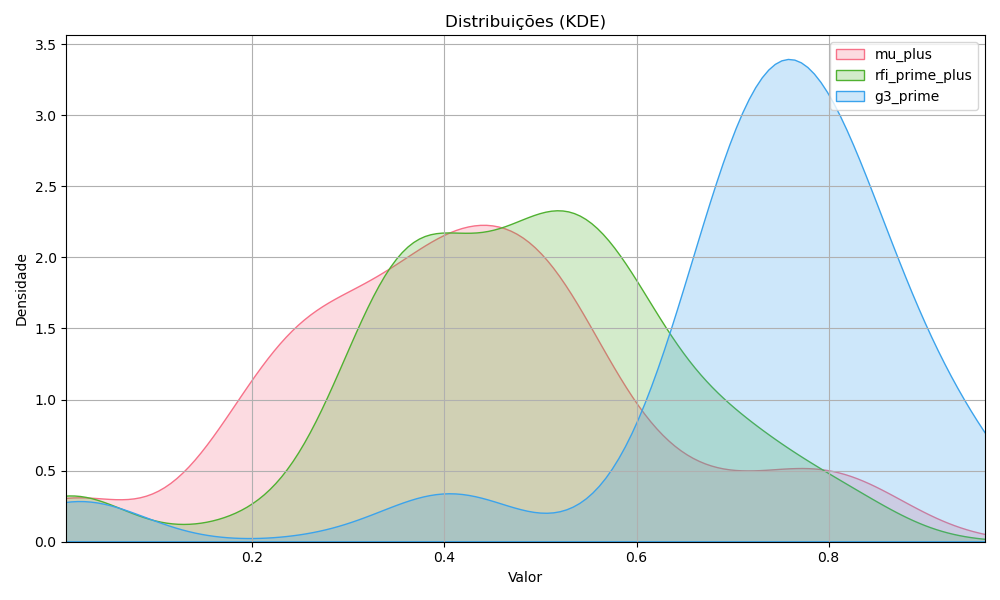 Distribuições (KDE)
mu_plus
rfi_prime_plus
g3_prime
Densidade
3.5
3.0
2.5
2.0
1.5
1.0
0.5
0.0
0.2 0.4 0.6 0.8
Valor